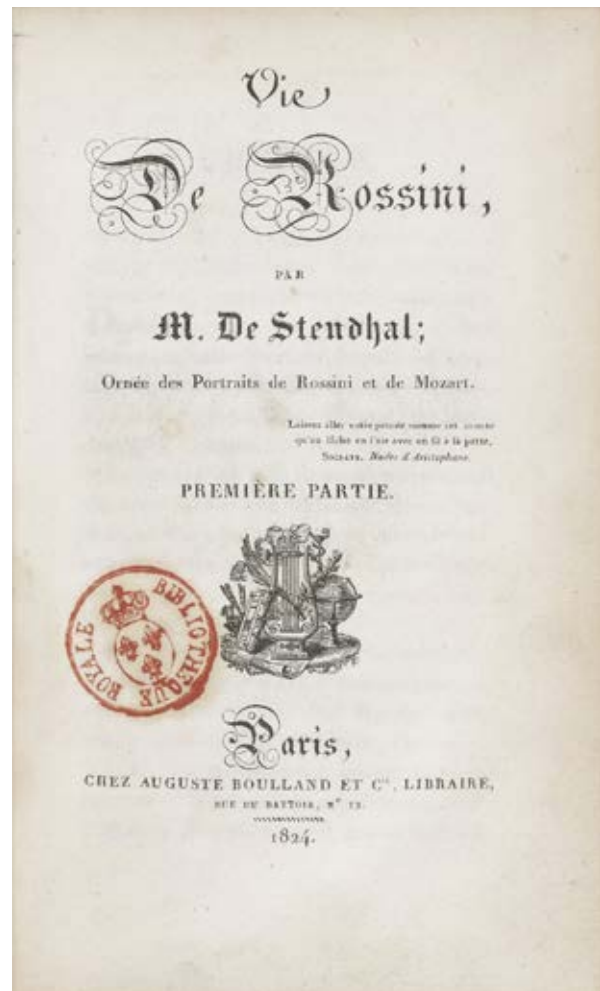 Vie
De Rossini,
PAR
M. De Stendhal;
Ornée des Portraits de Rossini et de Mozart.
Laissez aller votre pensée comme cet insecte
qu'on lâche en l'air avec un fil à la patte.
SOCRATE. Nuées d'Aristophane.
PREMIÈRE PARTIE.
BIBLIOTHEQUE ROYALE
Paris,
CHEZ AUGUSTE BOULLAND ET Cie, LIBRAIRE,
RUE DU BATTOIR, N° 12.
1824.